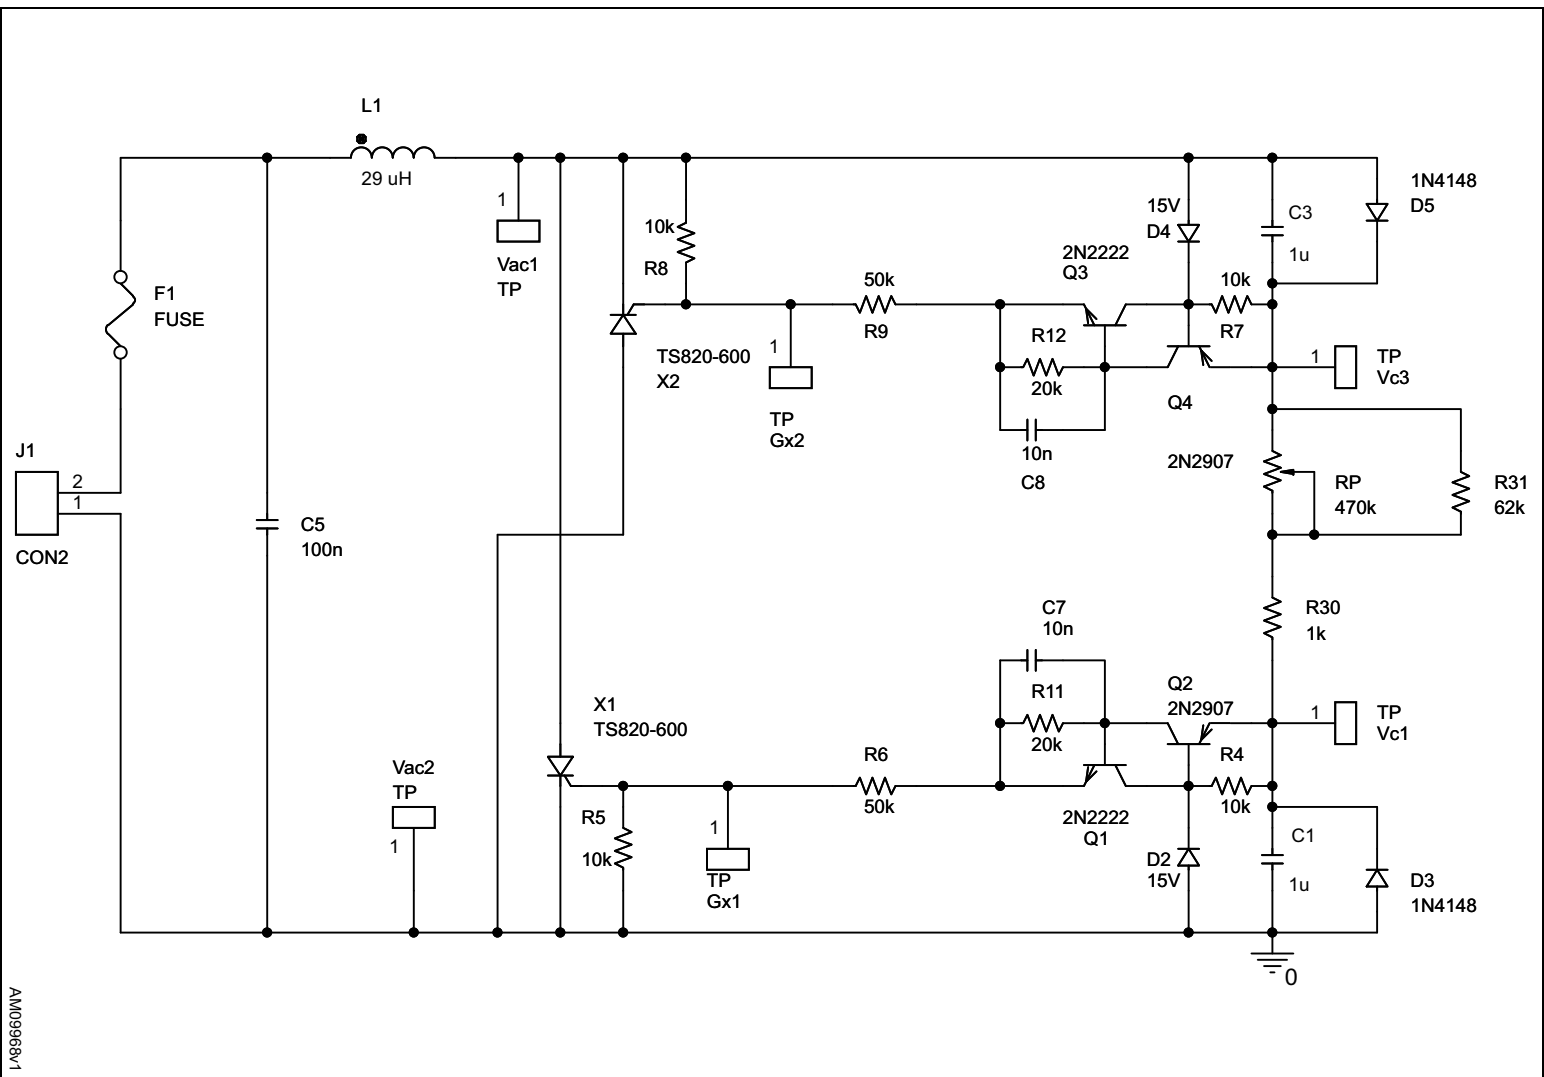 L1
29 uH
1
Vac1
TP
10k
R8
15V
D4
C3
1u
1N4148
D5
2N2222
Q3
F1
FUSE
50k
R9
10k
R7
R12
20k
TS820-600
X2
1
TP
Gx2
1
TP
Vc3
Q4
10n
C8
2N2907
RP
470k
R31
62k
J1
2
1
CON2
C5
100n
C7
10n
R30
1k
X1
TS820-600
R11
20k
Q2
2N2907
1
TP
Vc1
R6
50k
R4
10k
Vac2
TP
1
R5
10k
1
TP
Gx1
2N2222
Q1
D2
15V
C1
1u
D3
1N4148
0
AM09968v1